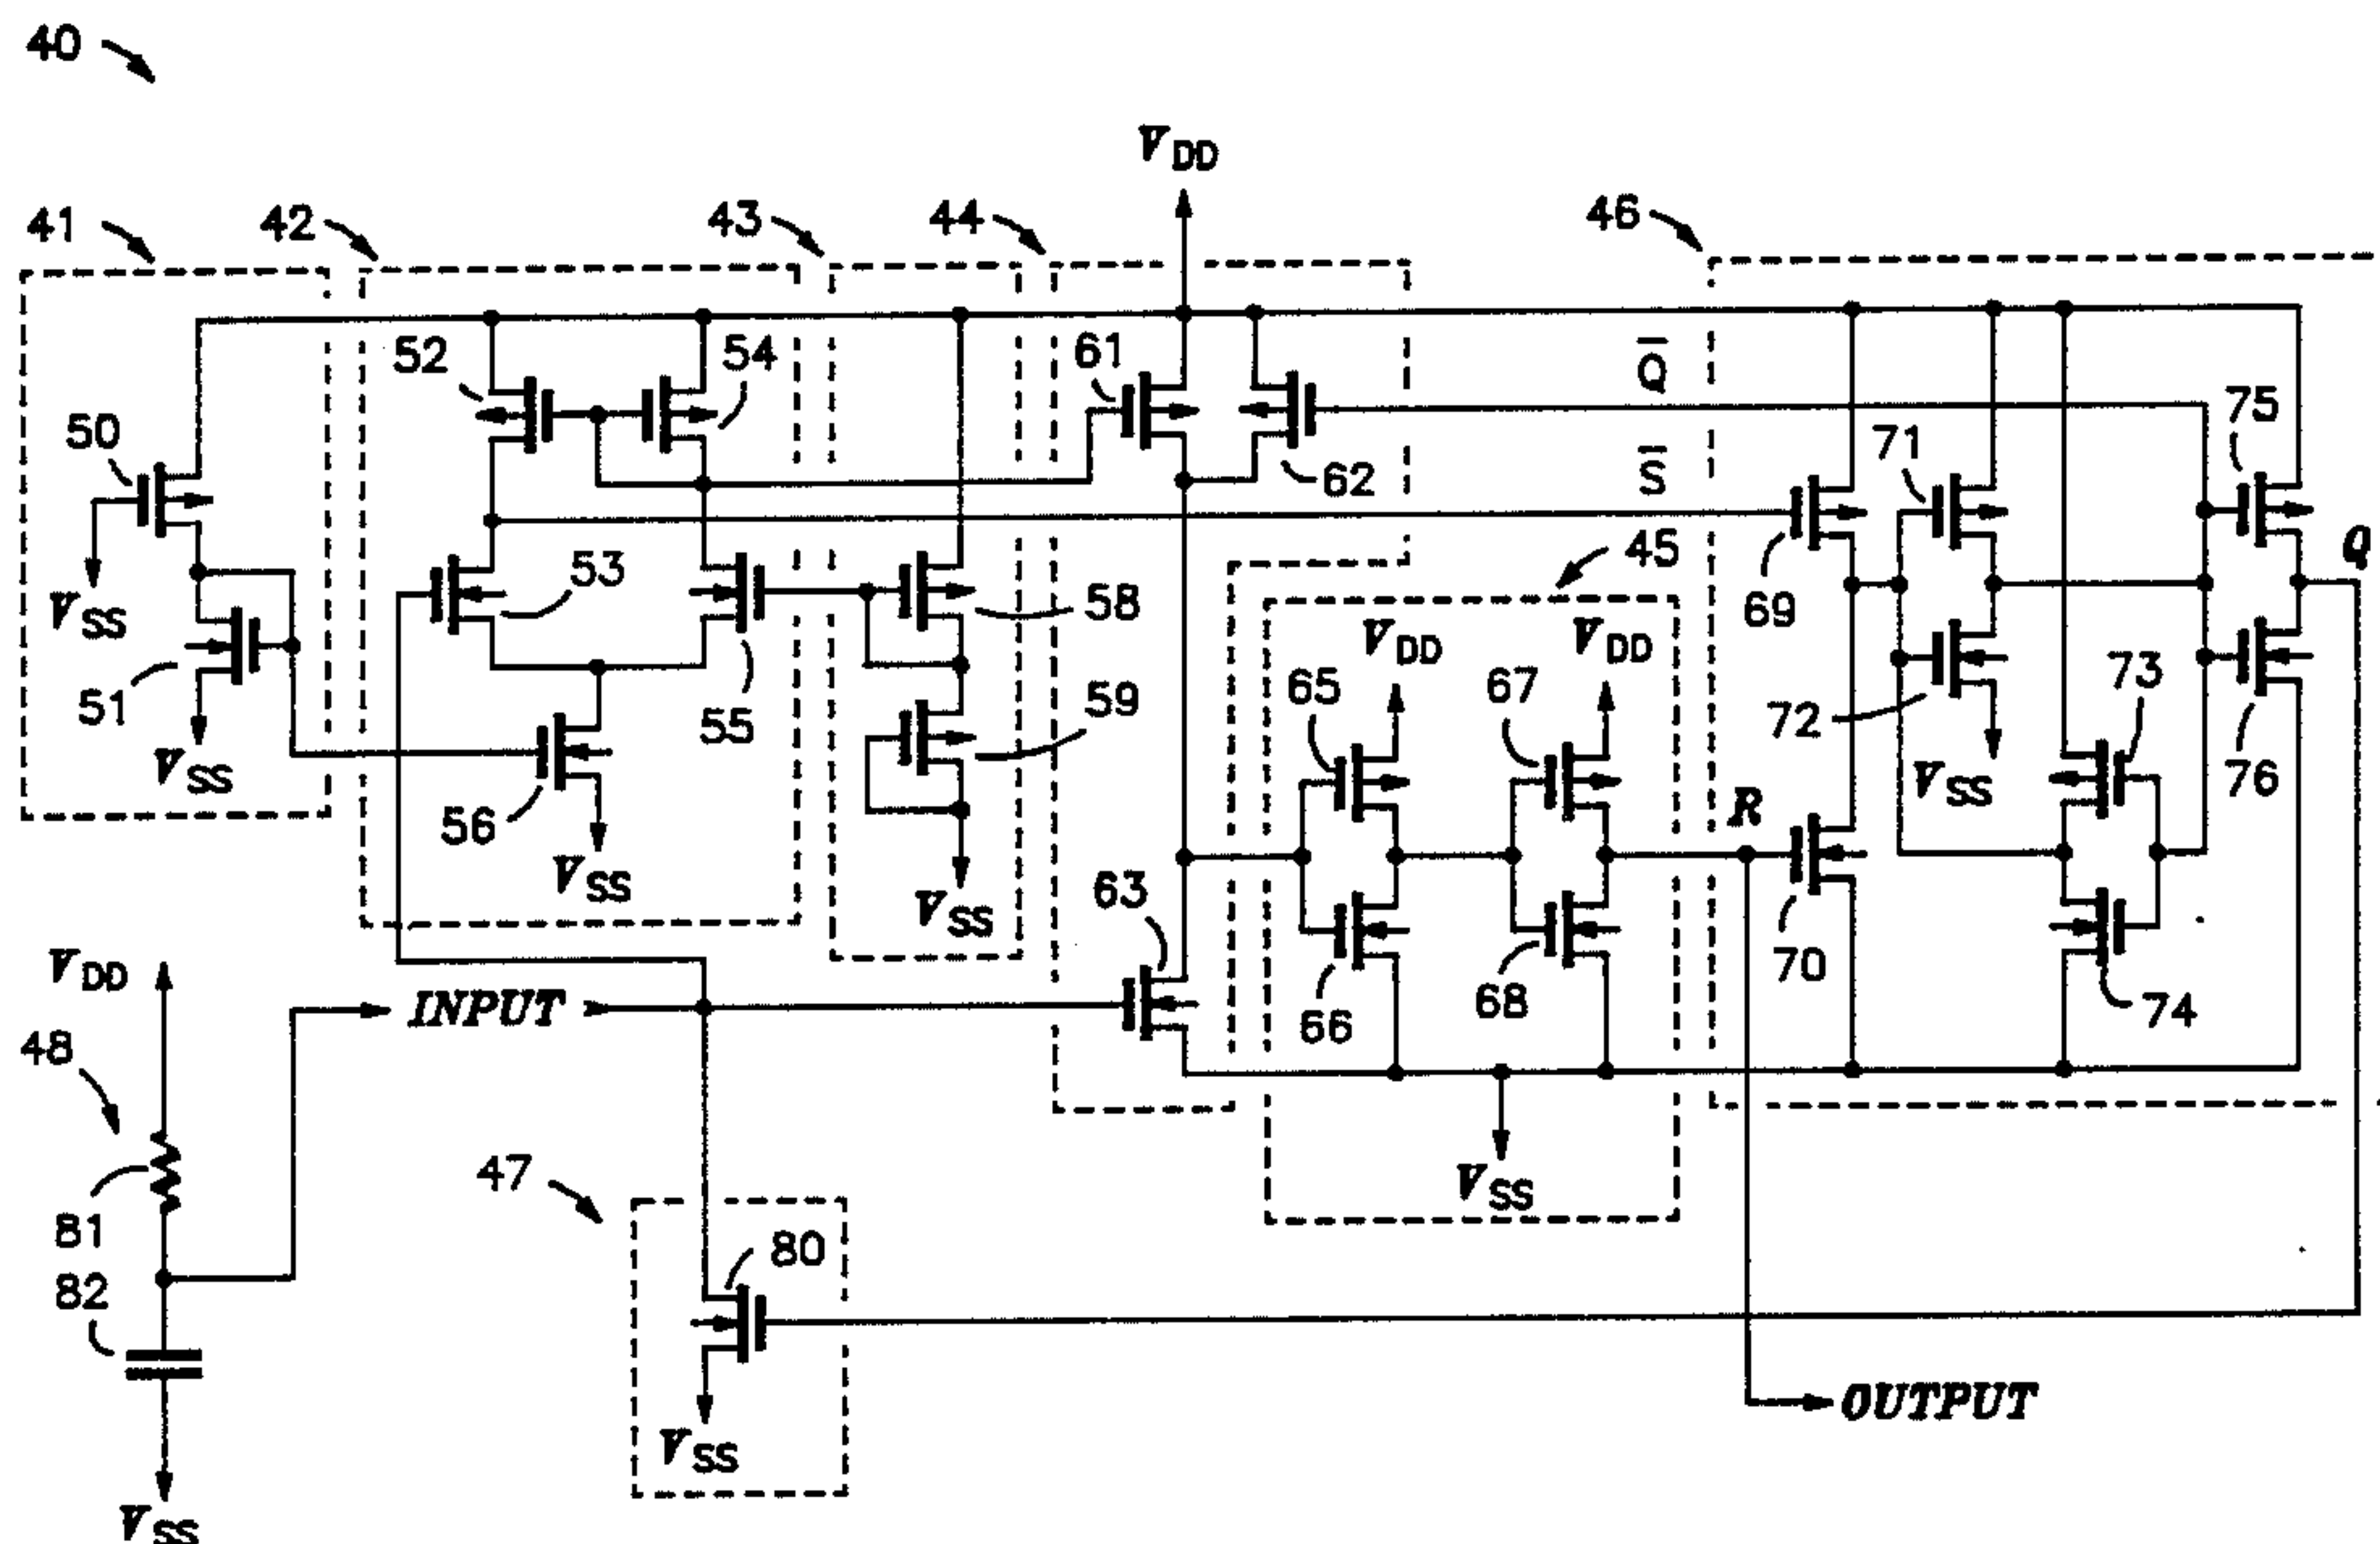 40
V_DD
41
42
43
44
46
52
54
61
Q̅
75
50
62
71
S̅
V_SS
53
58
45
69
Q
V_DD
V_DD
51
55
59
65
67
72
73
V_SS
56
V_SS
R
76
V_SS
V_SS
63
70
V_DD
INPUT
66
68
74
48
47
V_SS
81
80
82
OUTPUT
V_SS
V_SS